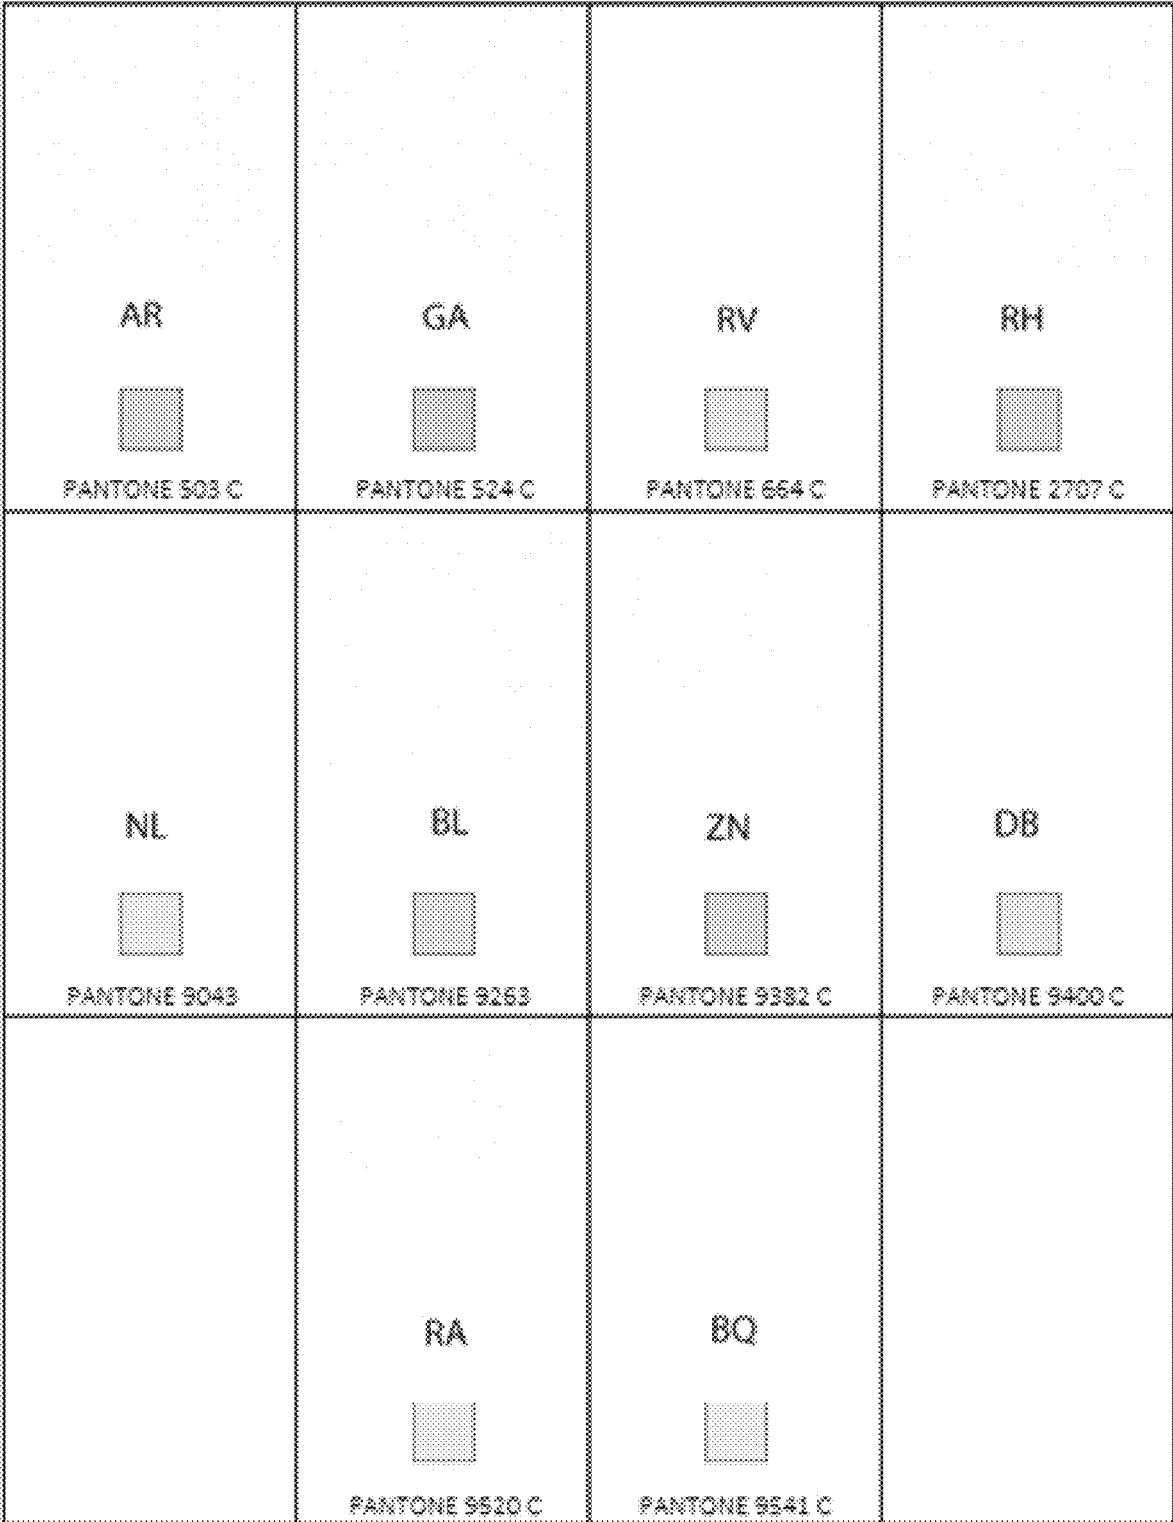 AR GA RV RH
PANTONE 503 C PANTONE 524 C PANTONE 664 C PANTONE 2707 C
NL BL ZN DB
PANTONE 9043 PANTONE 9263 PANTONE 9382 C PANTONE 9400 C
RA BQ
PANTONE 9520 C PANTONE 9541 C